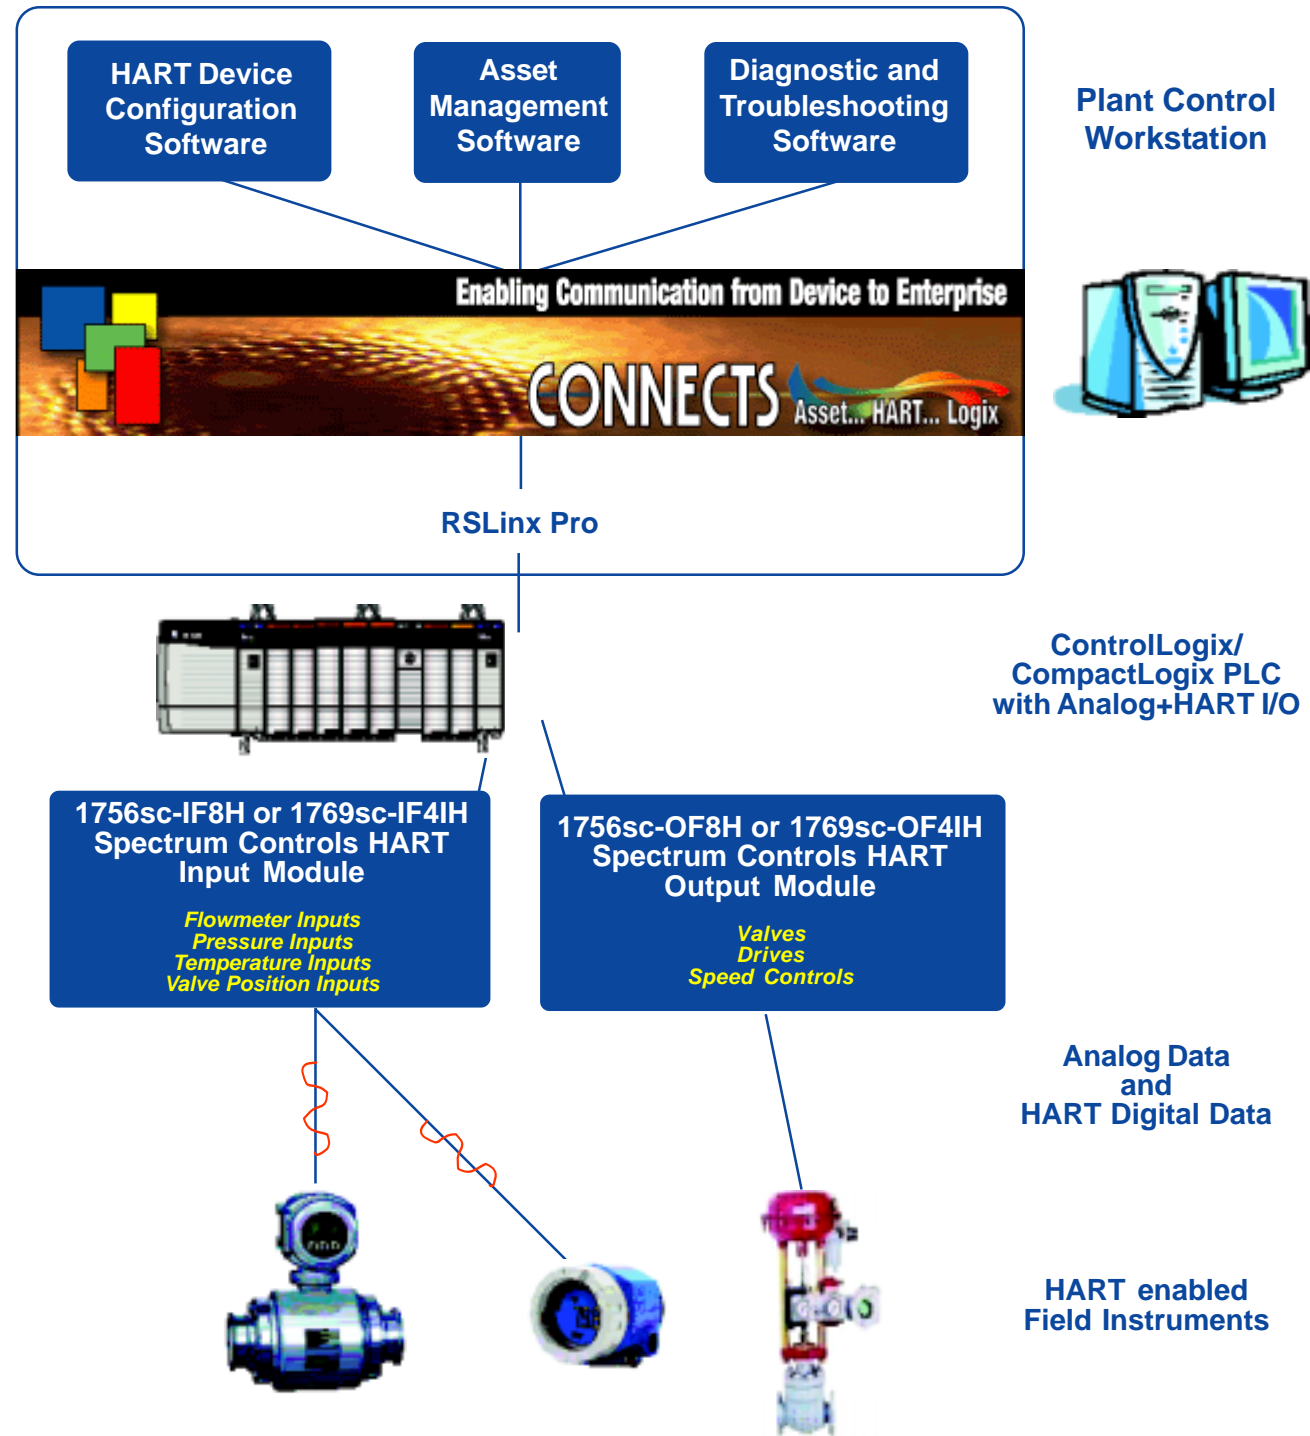 HART Device
Configuration
Software
Asset
Management
Software
Diagnostic and
Troubleshooting
Software
Plant Control
Workstation
Enabling Communication from Device to Enterprise
CONNECTS
Asset... HART... Logix
RSLinx Pro
ControlLogix/
CompactLogix PLC
with Analog+HART I/O
1756sc-IF8H or 1769sc-IF4IH
Spectrum Controls HART
Input Module
Flowmeter Inputs
Pressure Inputs
Temperature Inputs
Valve Position Inputs
1756sc-OF8H or 1769sc-OF4IH
Spectrum Controls HART
Output Module
Valves
Drives
Speed Controls
Analog Data
and
HART Digital Data
HART enabled
Field Instruments